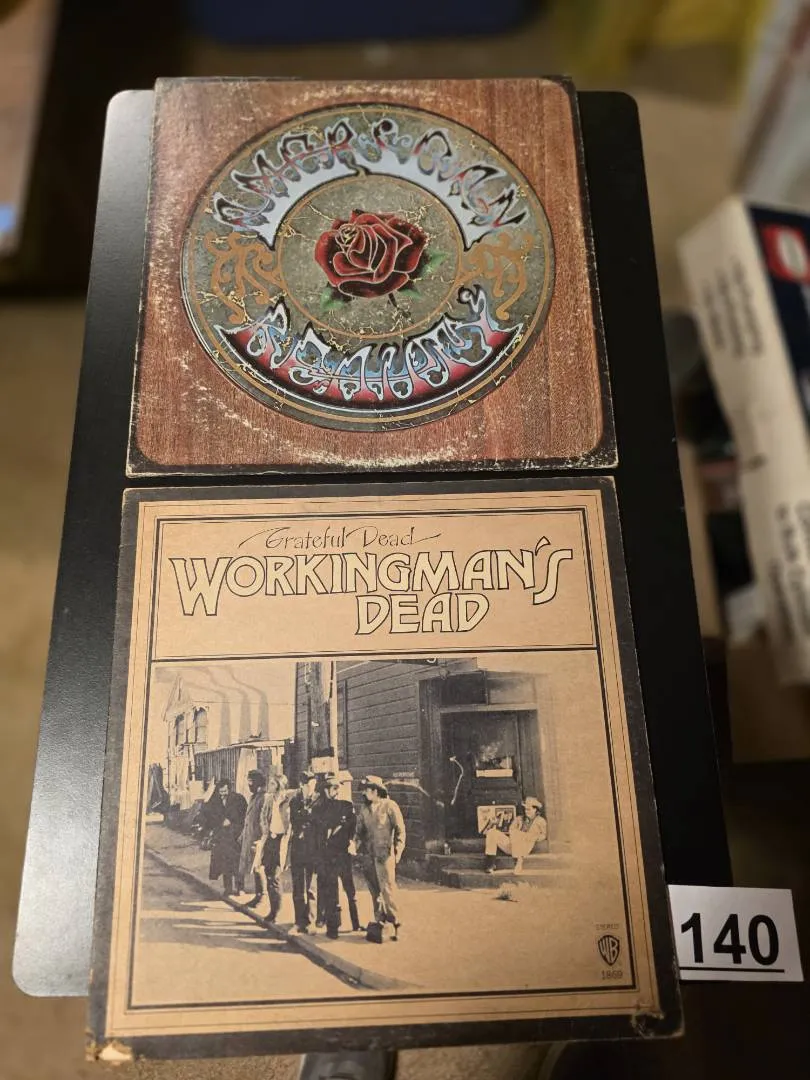 AMERICAN
BEAUTY
Grateful Dead
WORKINGMAN'S
DEAD
STEREO
WB
1869
140